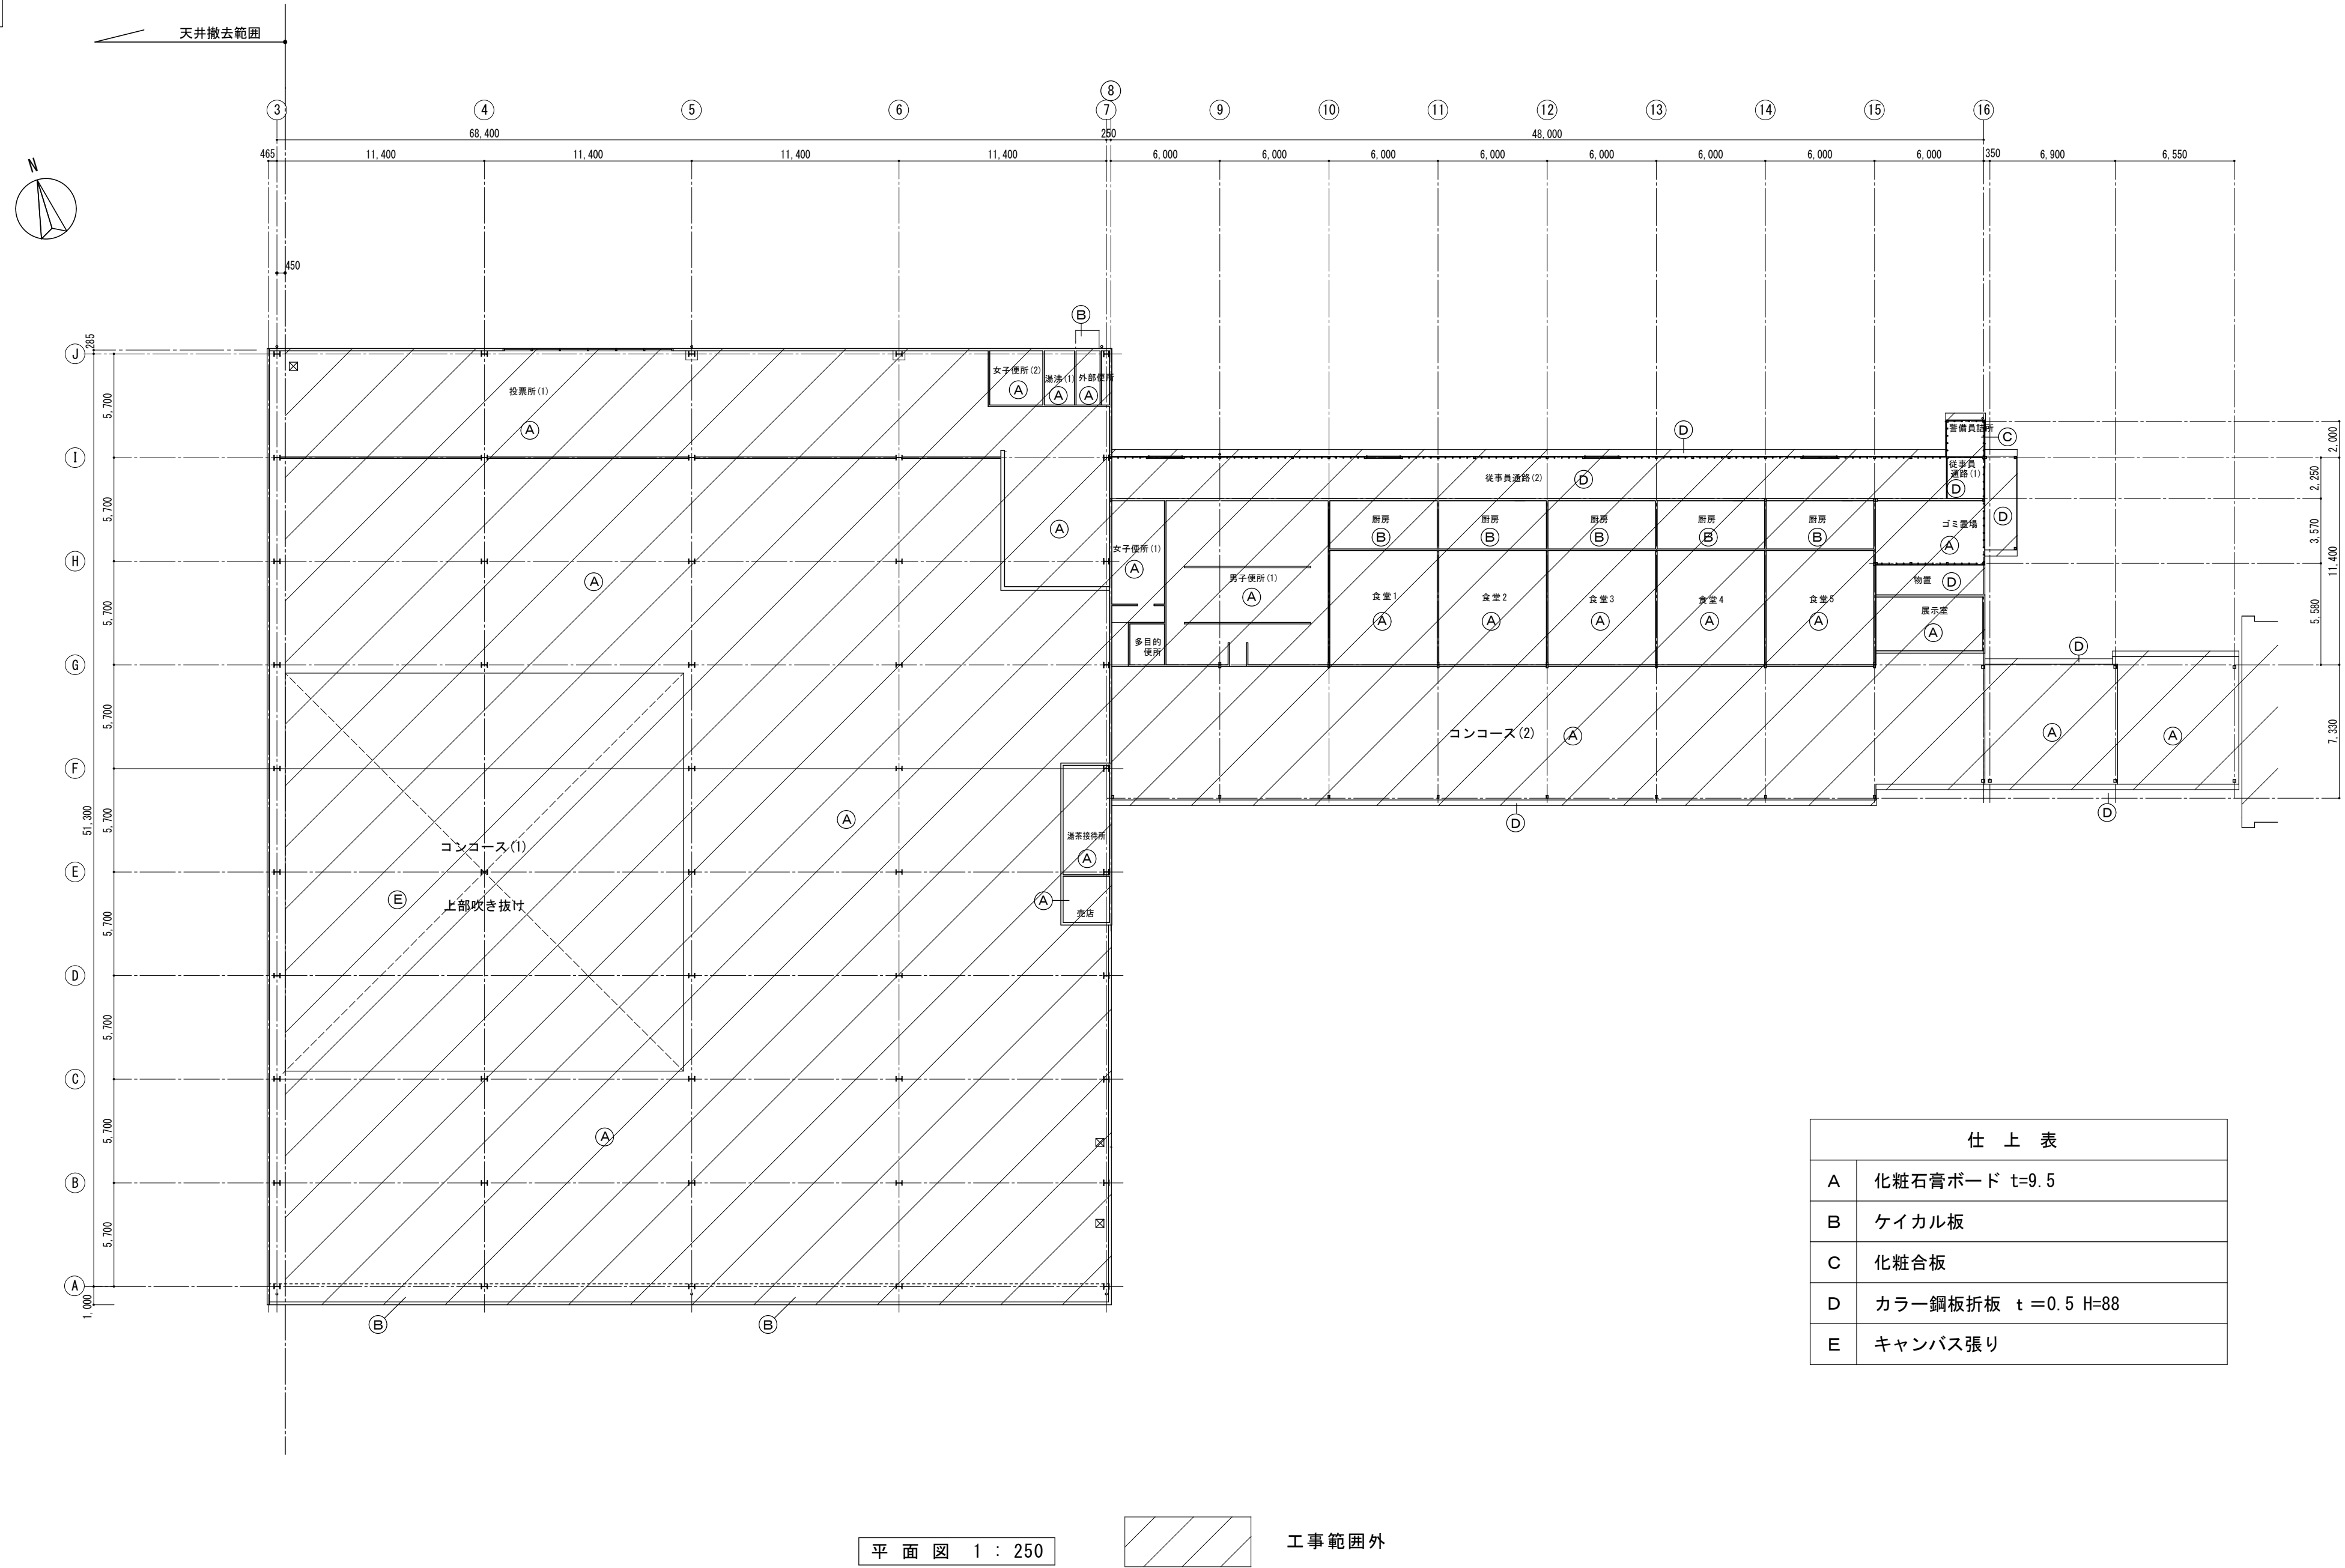 天井撤去範囲
8
3
4
5
6
7
9
10
11
12
13
14
15
16
68,400
250
48,000
465
11,400
11,400
11,400
11,400
6,000
6,000
6,000
6,000
6,000
6,000
6,000
6,000
350
6,900
6,550
N
450
B
285
J
女子便所(2)
湯沸(1)
外部便所
A
A
A
投票所(1)
A
5,700
D
警備員詰所
C
2,000
I
従事員
通路(1)
D
従事員通路(2)
D
2,250
5,700
D
厨房
厨房
厨房
厨房
厨房
B
B
B
B
B
ゴミ置場
A
3,570
A
女子便所(1)
A
11,400
H
A
男子便所(1)
A
物置
D
食堂1
食堂2
食堂3
食堂4
食堂5
A
A
A
A
A
展示室
A
5,580
5,700
多目的
便所
D
G
5,700
コンコース(2)
A
A
A
7,330
F
D
D
51,300
5,700
A
湯茶接待所
A
コンコース(1)
E
E
上部吹き抜け
A
売店
5,700
D
5,700
C
A
5,700
B
5,700
A
1,000
B
B
仕上表
A 化粧石膏ボード t=9.5
B ケイカル板
C 化粧合板
D カラー鋼板折板 t=0.5 H=88
E キャンバス張り
平面図 1:250
工事範囲外